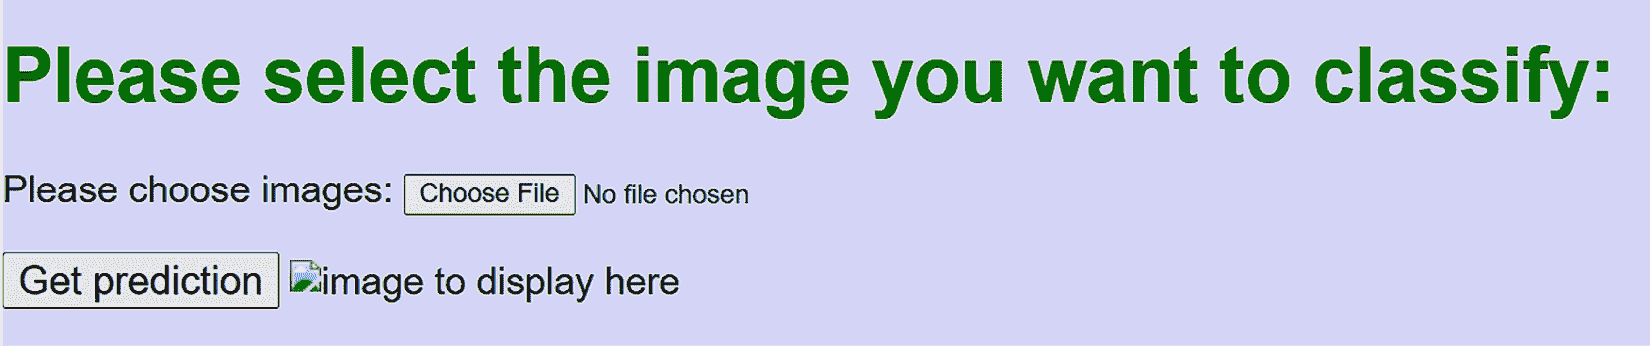 Please select the image you want to classify:
Please choose images: Choose File No file chosen
Get prediction image to display here